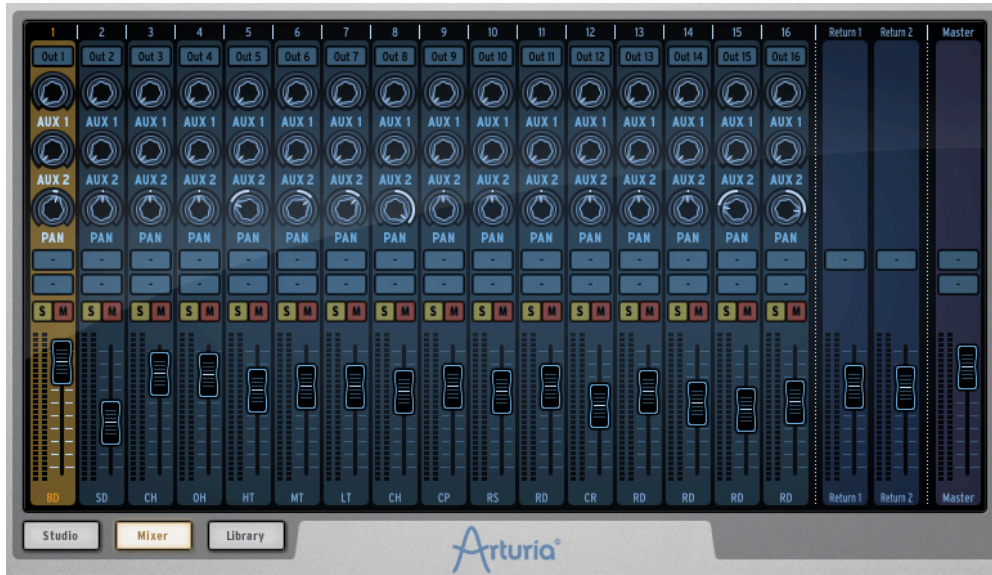 1 2 3 4 5 6 7 8 9 10 11 12 13 14 15 16 Return 1 Return 2 Master
Out 1 Out 2 Out 3 Out 4 Out 5 Out 6 Out 7 Out 8 Out 9 Out 10 Out 11 Out 12 Out 13 Out 14 Out 15 Out 16
AUX 1 AUX 1 AUX 1 AUX 1 AUX 1 AUX 1 AUX 1 AUX 1 AUX 1 AUX 1 AUX 1 AUX 1 AUX 1 AUX 1 AUX 1 AUX 1
AUX 2 AUX 2 AUX 2 AUX 2 AUX 2 AUX 2 AUX 2 AUX 2 AUX 2 AUX 2 AUX 2 AUX 2 AUX 2 AUX 2 AUX 2 AUX 2
PAN PAN PAN PAN PAN PAN PAN PAN PAN PAN PAN PAN PAN PAN PAN PAN
- - - - - - - - - - - - - - - - - - -
- - - - - - - - - - - - - - - - -
S M S M S M S M S M S M S M S M S M S M S M S M S M S M S M S M
BD SD CH OH HT MT LT CH CP RS RD CR RD RD RD RD Return 1 Return 2 Master
Studio Mixer Library
Arturia®